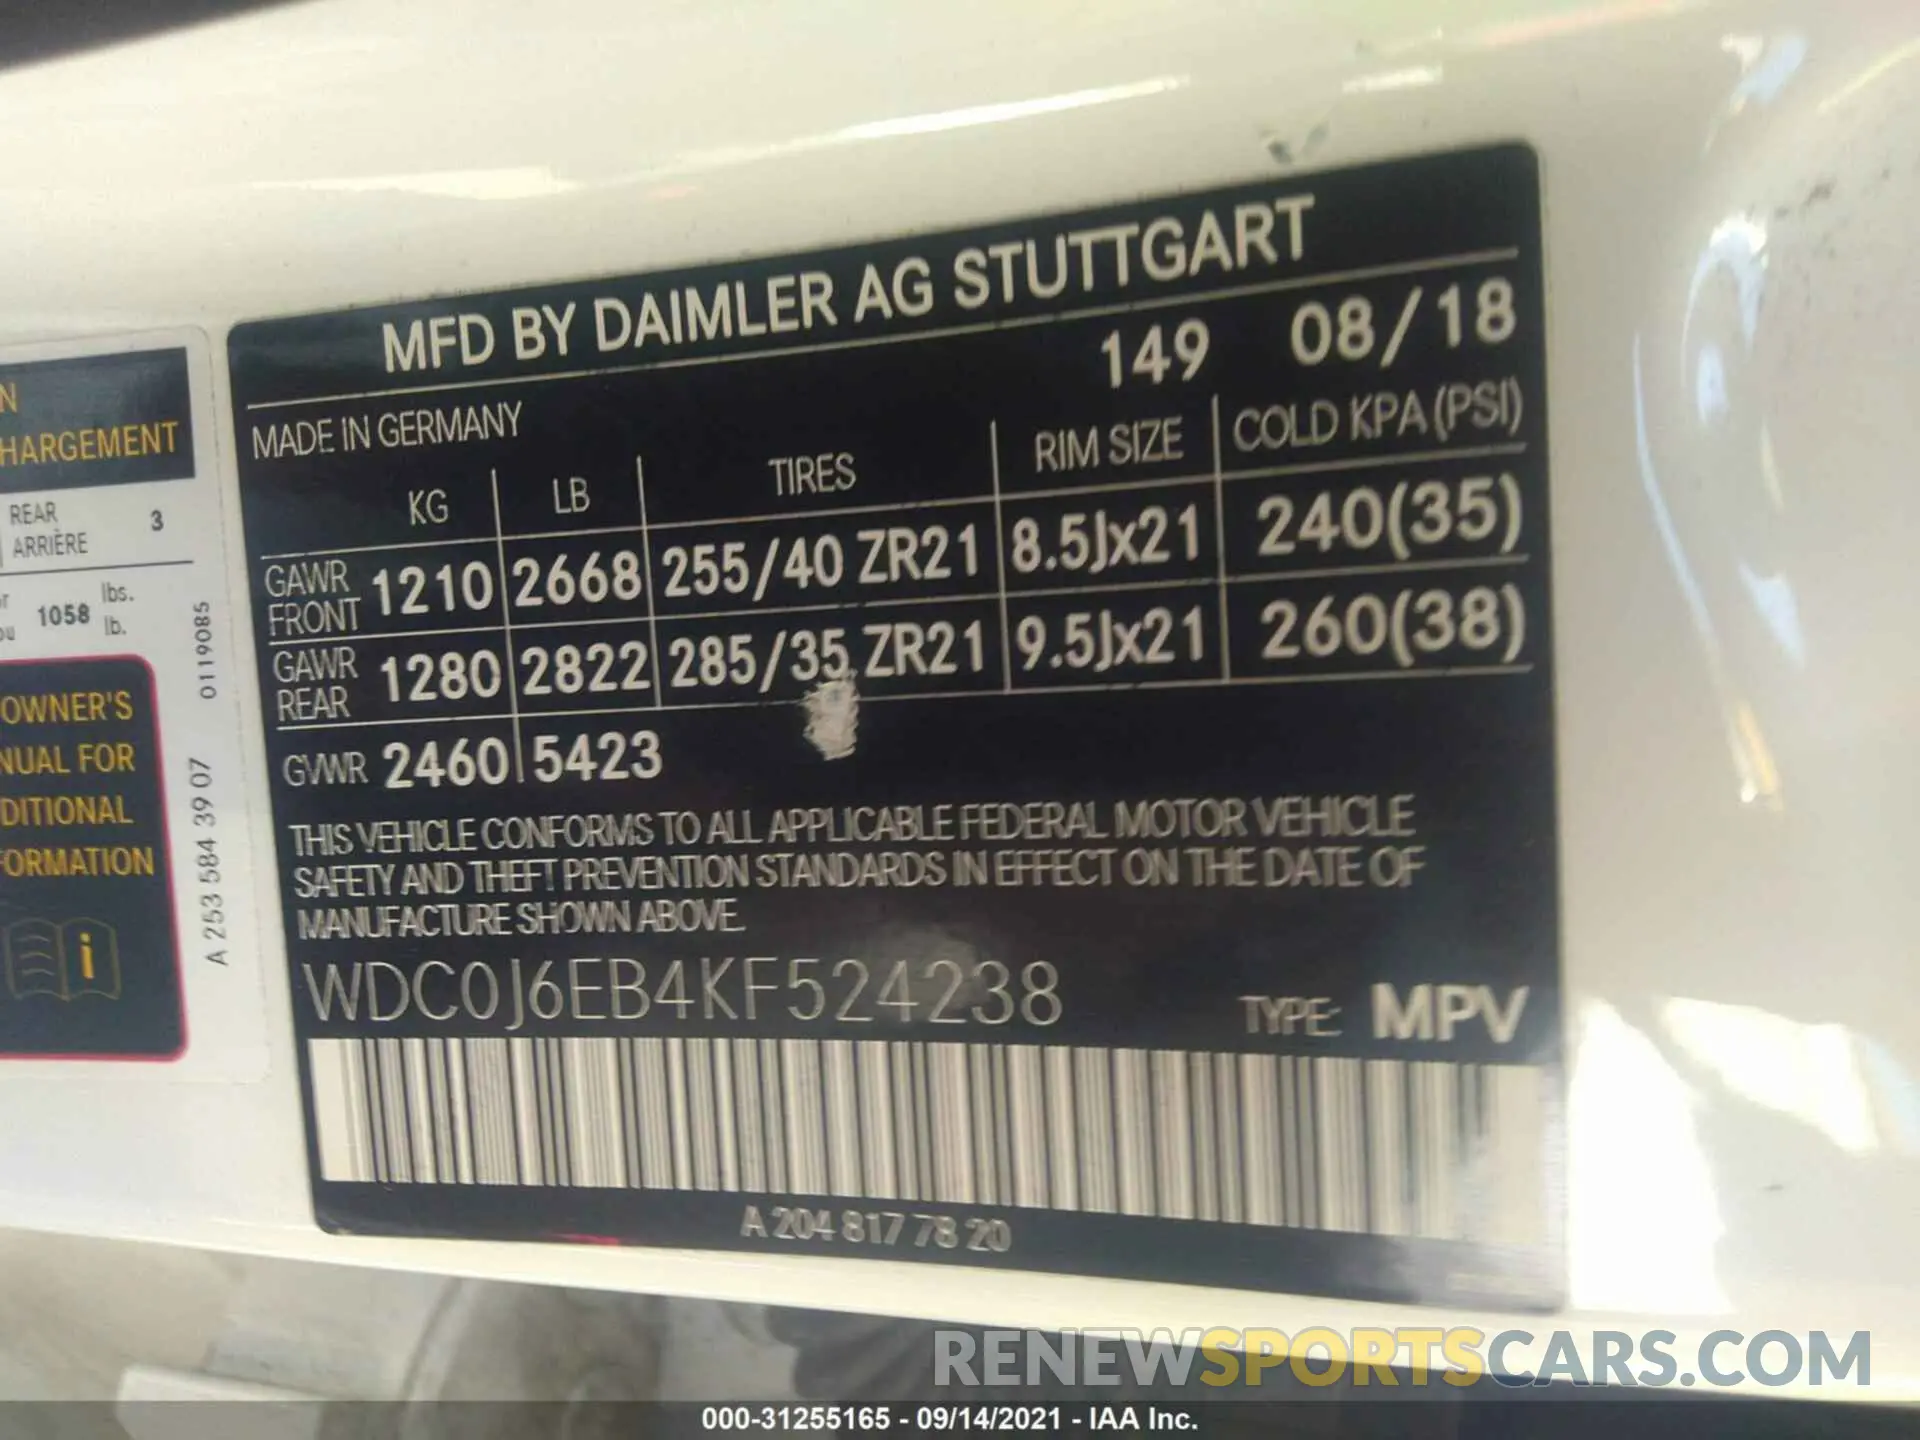 MFD BY DAIMLER AG STUTTGART
149 08/18
MADE IN GERMANY
KG LB TIRES RIM SIZE COLD KPA (PSI)
GAWR FRONT 1210 2668 255/40 ZR21 8.5Jx21 240(35)
GAWR REAR 1280 2822 285/35 ZR21 9.5Jx21 260(38)
GVWR 2460 5423
THIS VEHICLE CONFORMS TO ALL APPLICABLE FEDERAL MOTOR VEHICLE
SAFETY AND THEFT PREVENTION STANDARDS IN EFFECT ON THE DATE OF
MANUFACTURE SHOWN ABOVE.
WDC0J6EB4KF524238 TYPE: MPV
A 204 817 78 20
N
HARGEMENT
REAR 3
ARRIÈRE
1058 lbs.
lb.
OWNER'S
NUAL FOR
DITIONAL
FORMATION
i
A 253 584 39 07 0119085
RENEWSPORTSCARS.COM
000-31255165 - 09/14/2021 - IAA Inc.